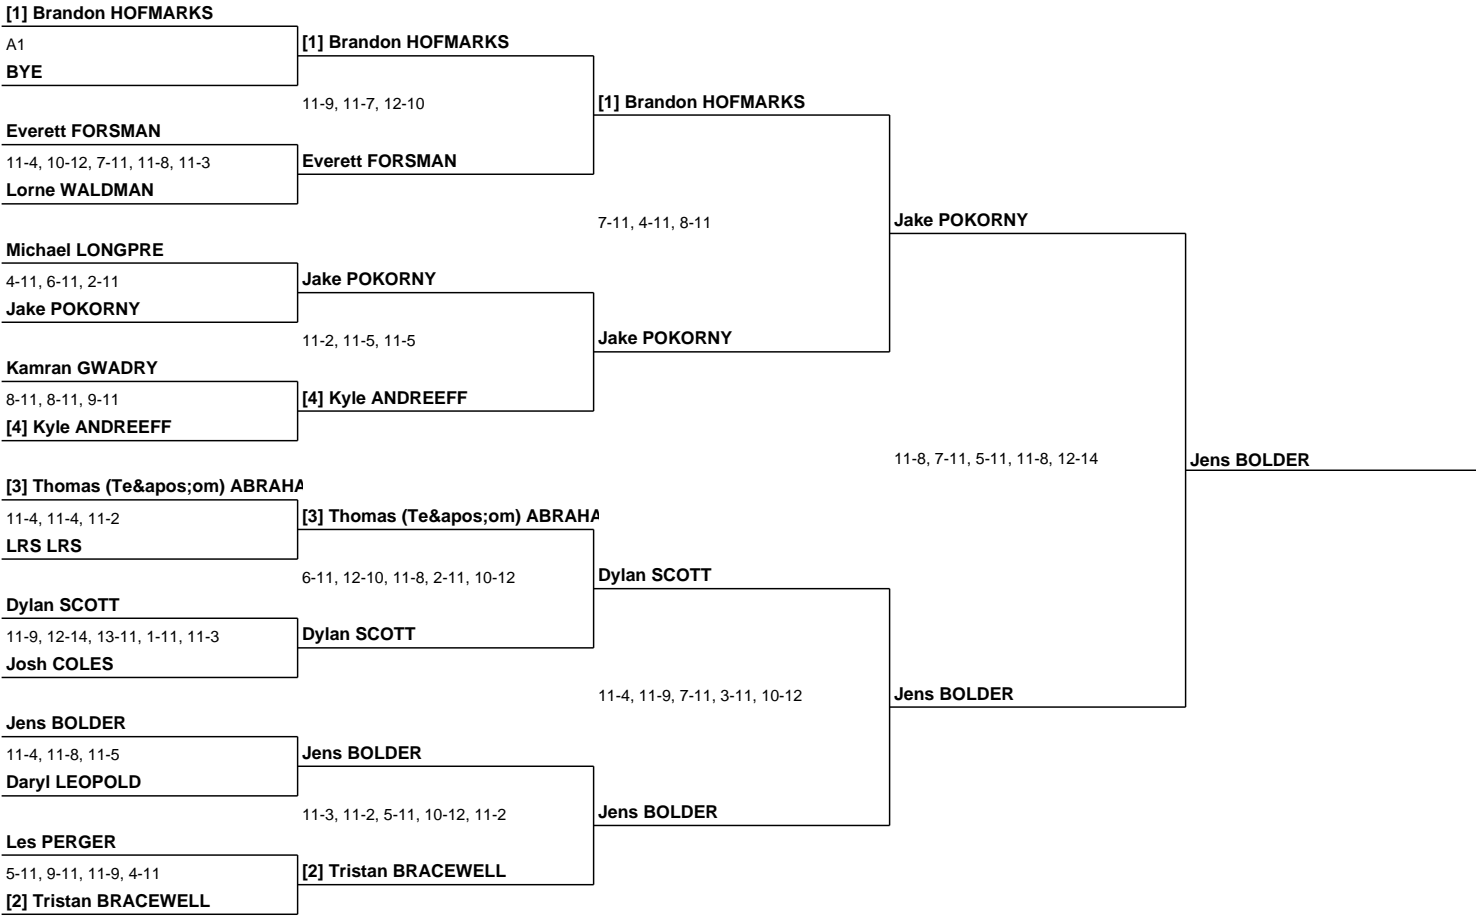 [1] Brandon HOFMARKS
A1
BYE
[1] Brandon HOFMARKS
11-9, 11-7, 12-10
[1] Brandon HOFMARKS
Everett FORSMAN
11-4, 10-12, 7-11, 11-8, 11-3
Lorne WALDMAN
Everett FORSMAN
7-11, 4-11, 8-11
Jake POKORNY
Michael LONGPRE
4-11, 6-11, 2-11
Jake POKORNY
Jake POKORNY
11-2, 11-5, 11-5
Jake POKORNY
Kamran GWADRY
8-11, 8-11, 9-11
[4] Kyle ANDREEFF
[4] Kyle ANDREEFF
11-8, 7-11, 5-11, 11-8, 12-14
Jens BOLDER
[3] Thomas (Te&apos;om) ABRAHA
11-4, 11-4, 11-2
LRS LRS
[3] Thomas (Te&apos;om) ABRAHA
6-11, 12-10, 11-8, 2-11, 10-12
Dylan SCOTT
Dylan SCOTT
11-9, 12-14, 13-11, 1-11, 11-3
Josh COLES
Dylan SCOTT
11-4, 11-9, 7-11, 3-11, 10-12
Jens BOLDER
Jens BOLDER
11-4, 11-8, 11-5
Daryl LEOPOLD
Jens BOLDER
11-3, 11-2, 5-11, 10-12, 11-2
Jens BOLDER
Les PERGER
5-11, 9-11, 11-9, 4-11
[2] Tristan BRACEWELL
[2] Tristan BRACEWELL